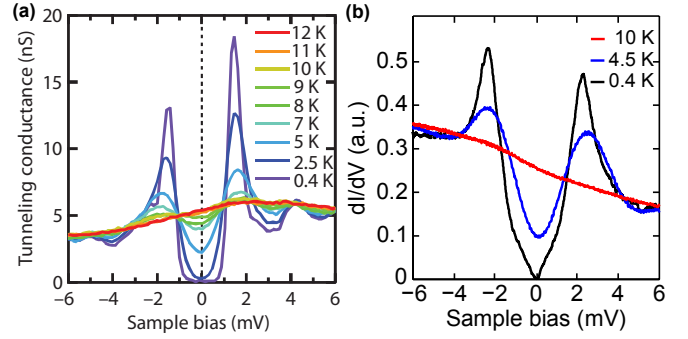 (a)
Tunneling conductance (nS)
20
15
10
5
0
12 K
11 K
10 K
9 K
8 K
7 K
5 K
2.5 K
0.4 K
−6 −4 −2 0 2 4 6
Sample bias (mV)
(b)
dI/dV (a.u.)
0.5
0.4
0.3
0.2
0.1
0
10 K
4.5 K
0.4 K
−6 −4 −2 0 2 4 6
Sample bias (mV)